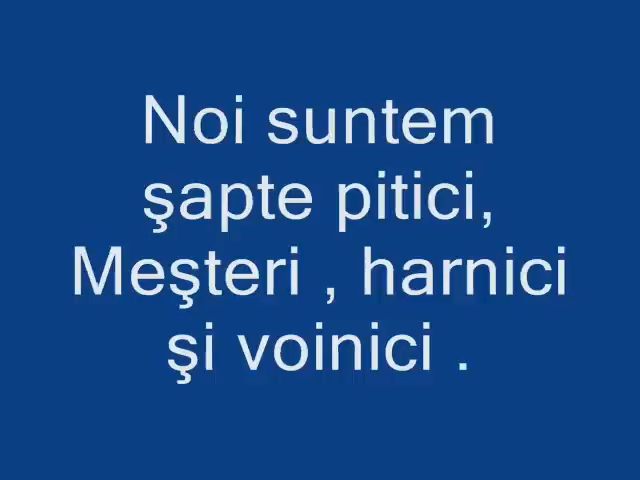 Noi suntem
şapte pitici,
Meşteri , harnici
şi voinici .